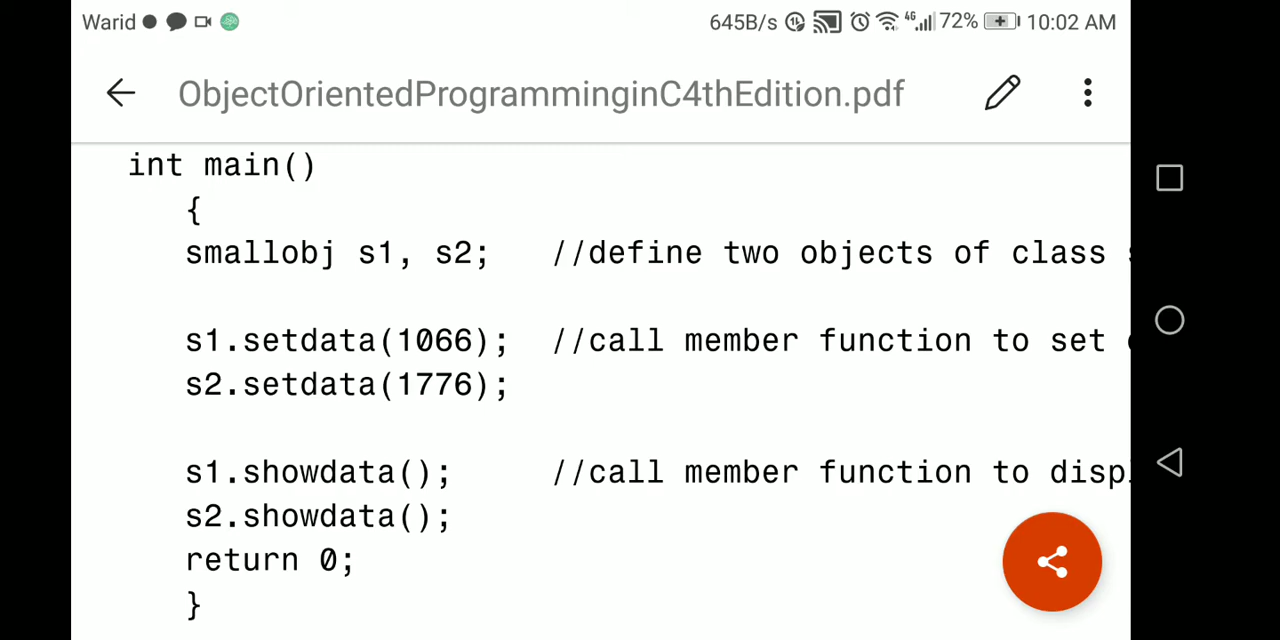 Warid 645B/s 4G 72% 10:02 AM
ObjectOrientedProgramminginC4thEdition.pdf
int main()
{
smallobj s1, s2; //define two objects of class
s1.setdata(1066); //call member function to set
s2.setdata(1776);
s1.showdata(); //call member function to disp
s2.showdata();
return 0;
}